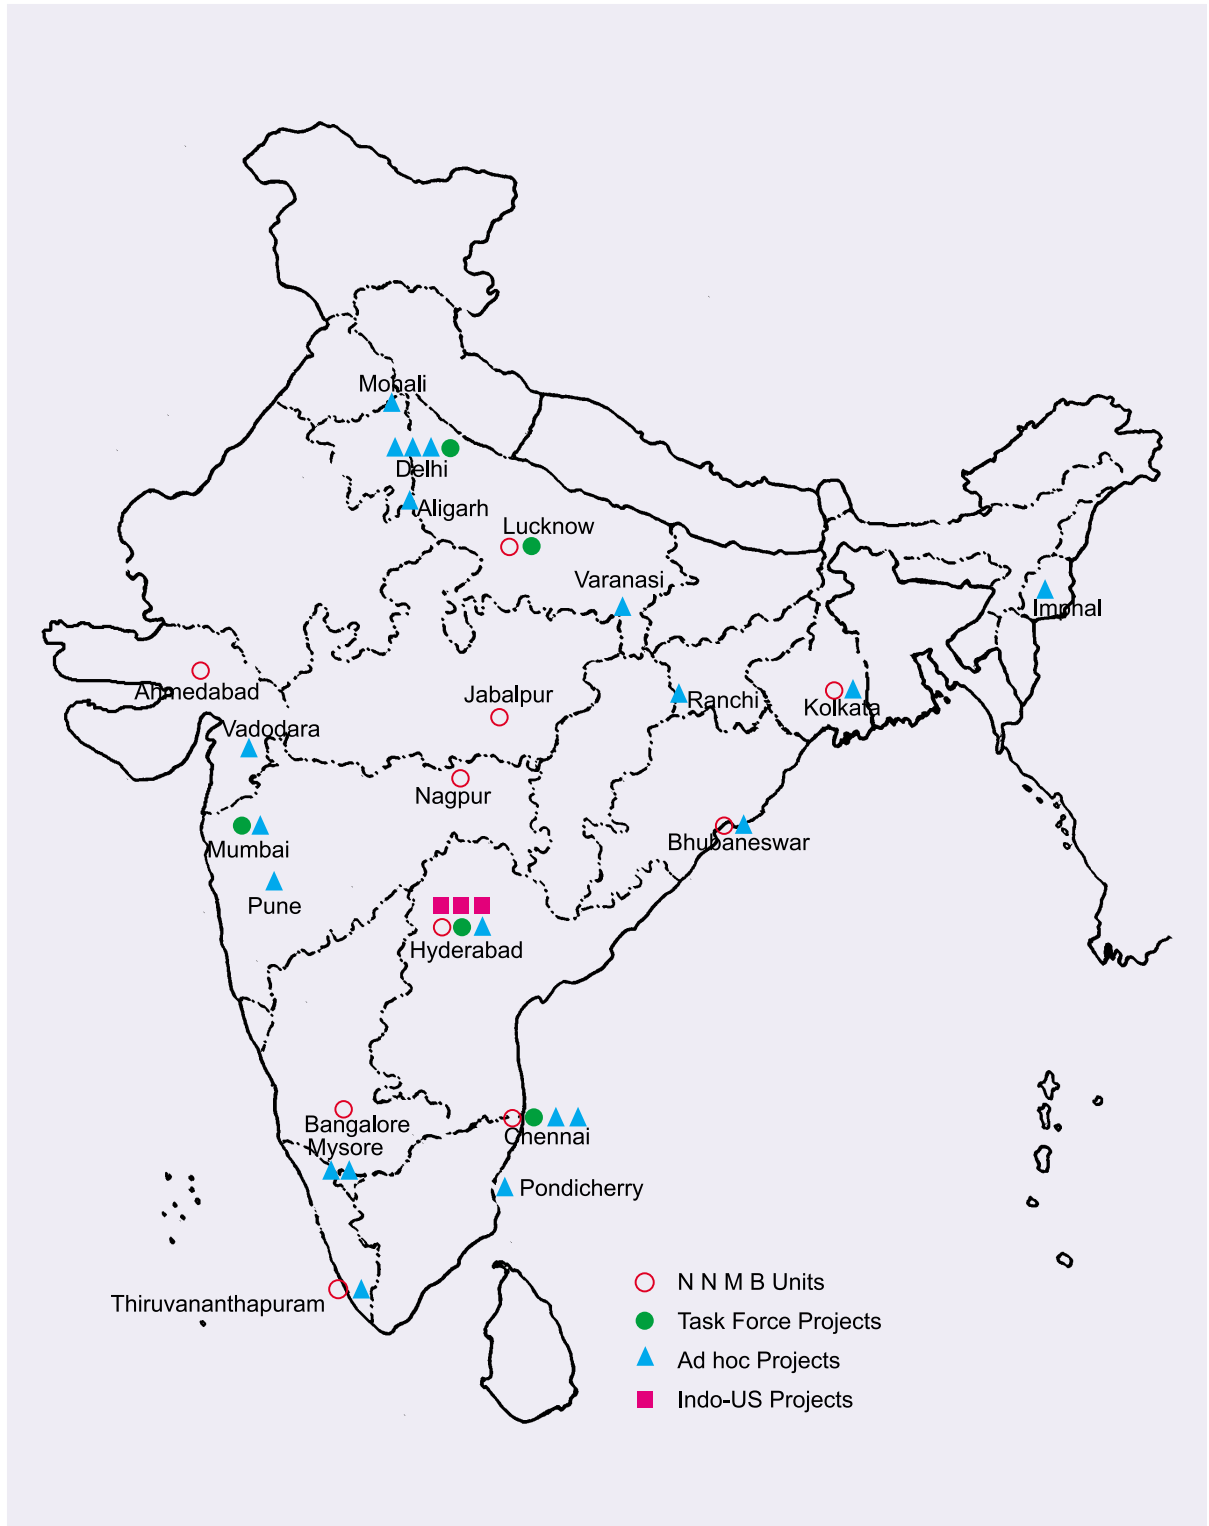 Mohali
Delhi
Aligarh
Lucknow
Varanasi
Imphal
Ahmedabad
Jabalpur
Ranchi
Kolkata
Vadodara
Nagpur
Mumbai
Bhubaneswar
Pune
Hyderabad
Bangalore
Chennai
Mysore
Pondicherry
Thiruvananthapuram
N N M B Units
Task Force Projects
Ad hoc Projects
Indo-US Projects